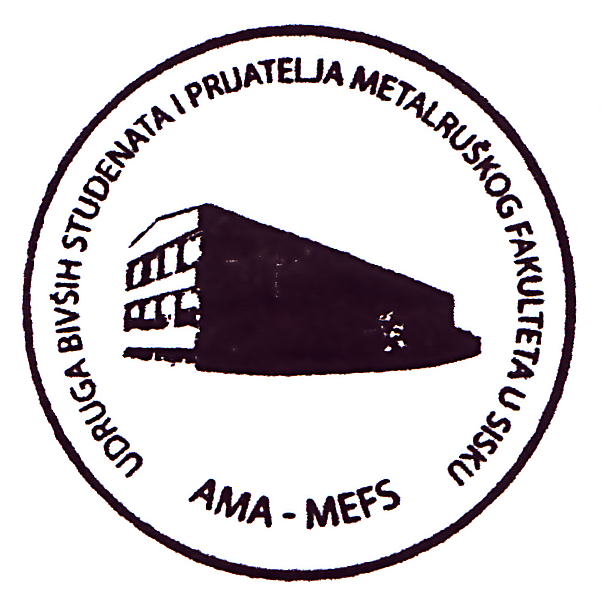 UDRUGA BIVŠIH STUDENATA I PRIJATELJA METALRUŠKOG FAKULTETA U SISKU
AMA - MEFS